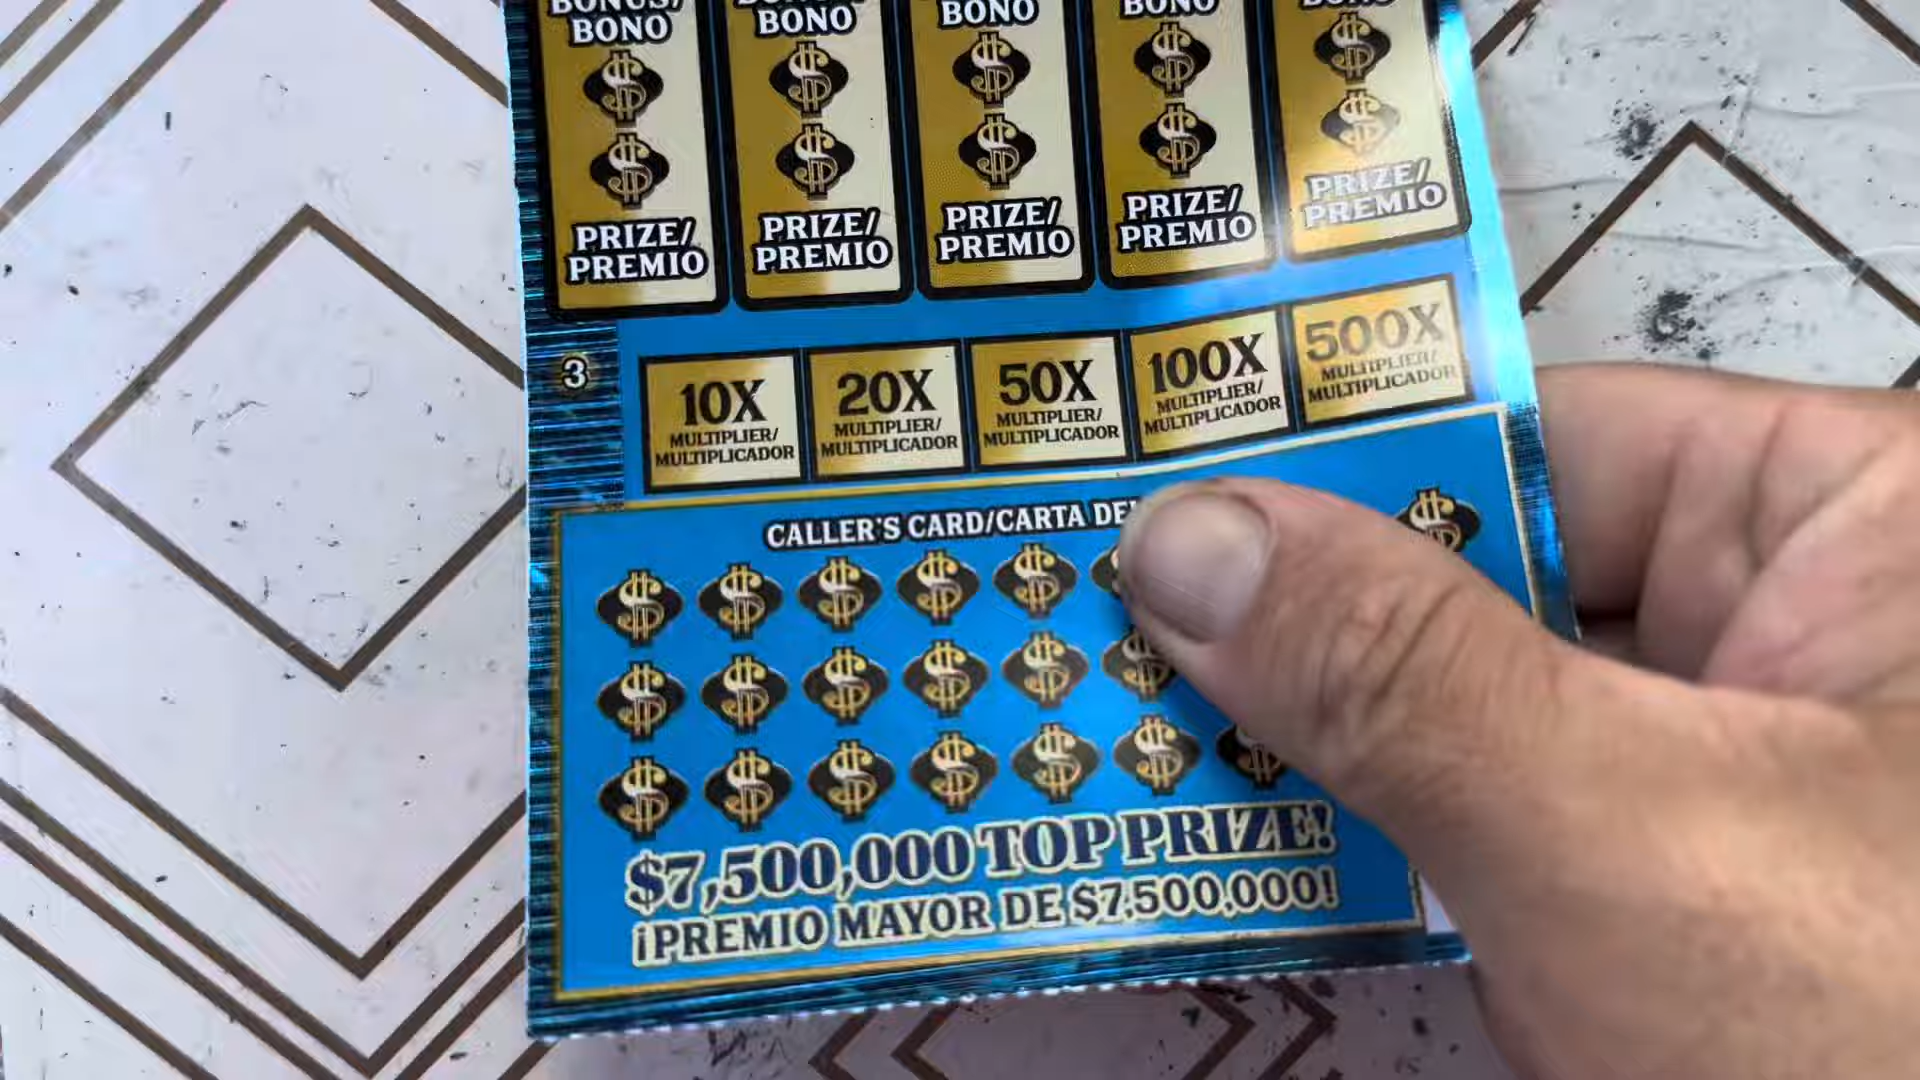 BONUS/ BONO
BONUS/ BONO
BONO
BONO
BONO
PRIZE/ PREMIO
PRIZE/ PREMIO
PRIZE/ PREMIO
PRIZE/ PREMIO
PRIZE/ PREMIO
3
10X
MULTIPLIER/
MULTIPLICADOR
20X
MULTIPLIER/
MULTIPLICADOR
50X
MULTIPLIER/
MULTIPLICADOR
100X
MULTIPLIER/
MULTIPLICADOR
500X
MULTIPLIER/
MULTIPLICADOR
CALLER'S CARD/CARTA DE
$7,500,000 TOP PRIZE!
¡PREMIO MAYOR DE $7,500,000!